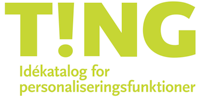 T!NG
Idékatalog for
personaliseringsfunktioner